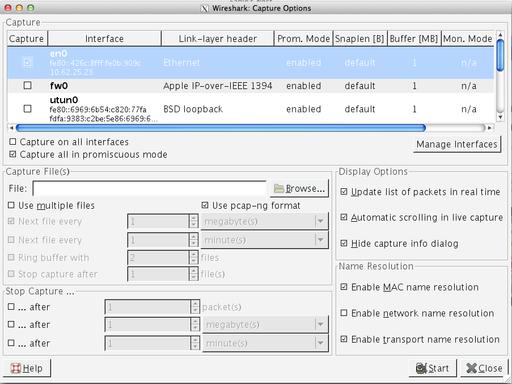 Wireshark: Capture Options
Capture
Capture Interface Link-layer header Prom. Mode Snaplen [B] Buffer [MB] Mon. Mode
en0
fe80::426c:8fff:fe0b:909c
10.62.25.23
Ethernet enabled default 1 n/a
fw0 Apple IP-over-IEEE 1394 enabled default 1 n/a
utun0
fe80::6969:6b54:c820:77fa
fdfa:9383:c2be:5e86:6969:6...
BSD loopback enabled default 1 n/a
Capture on all interfaces
Capture all in promiscuous mode
Manage Interfaces
Capture File(s)
File: Browse...
Use multiple files Use pcap-ng format
Next file every 1 megabyte(s)
Next file every 1 minute(s)
Ring buffer with 2 files
Stop capture after 1 file(s)
Stop Capture ...
... after 1 packet(s)
... after 1 megabyte(s)
... after 1 minute(s)
Display Options
Update list of packets in real time
Automatic scrolling in live capture
Hide capture info dialog
Name Resolution
Enable MAC name resolution
Enable network name resolution
Enable transport name resolution
Help Start Close